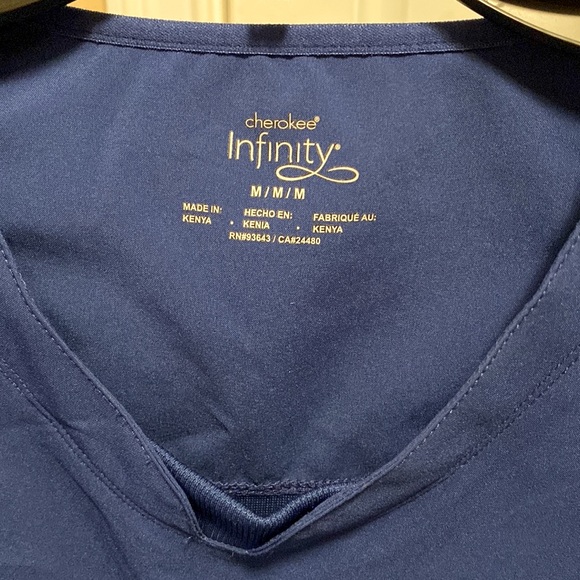 cherokee®
Infinity®
M / M / M
MADE IN: HECHO EN: FABRIQUÉ AU:
KENYA • KENIA • KENYA
RN#93643 / CA#24480